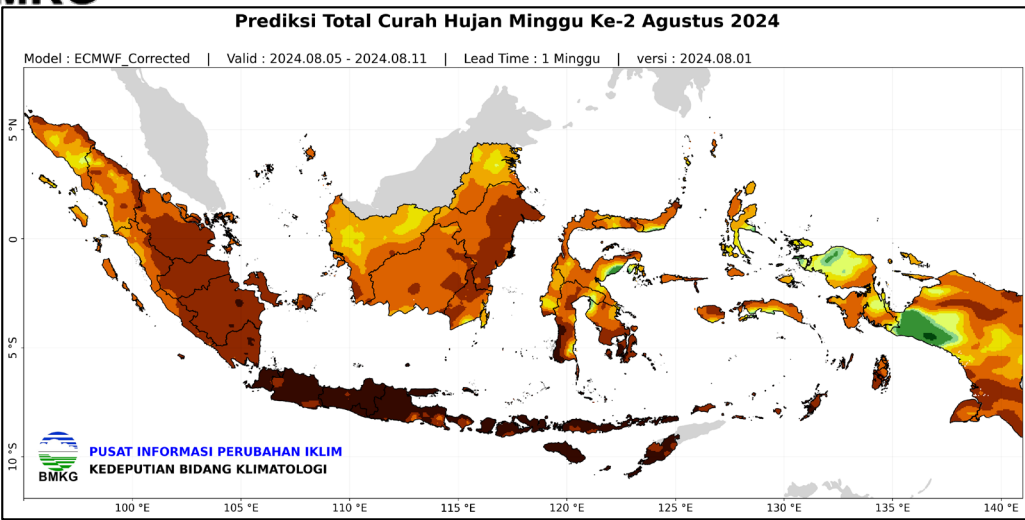 Prediksi Total Curah Hujan Minggu Ke-2 Agustus 2024
Model : ECMWF_Corrected | Valid : 2024.08.05 - 2024.08.11 | Lead Time : 1 Minggu | versi : 2024.08.01
5 °N
0
5 °S
10 °S
BMKG
PUSAT INFORMASI PERUBAHAN IKLIM
KEDEPUTIAN BIDANG KLIMATOLOGI
100 °E 105 °E 110 °E 115 °E 120 °E 125 °E 130 °E 135 °E 140 °E